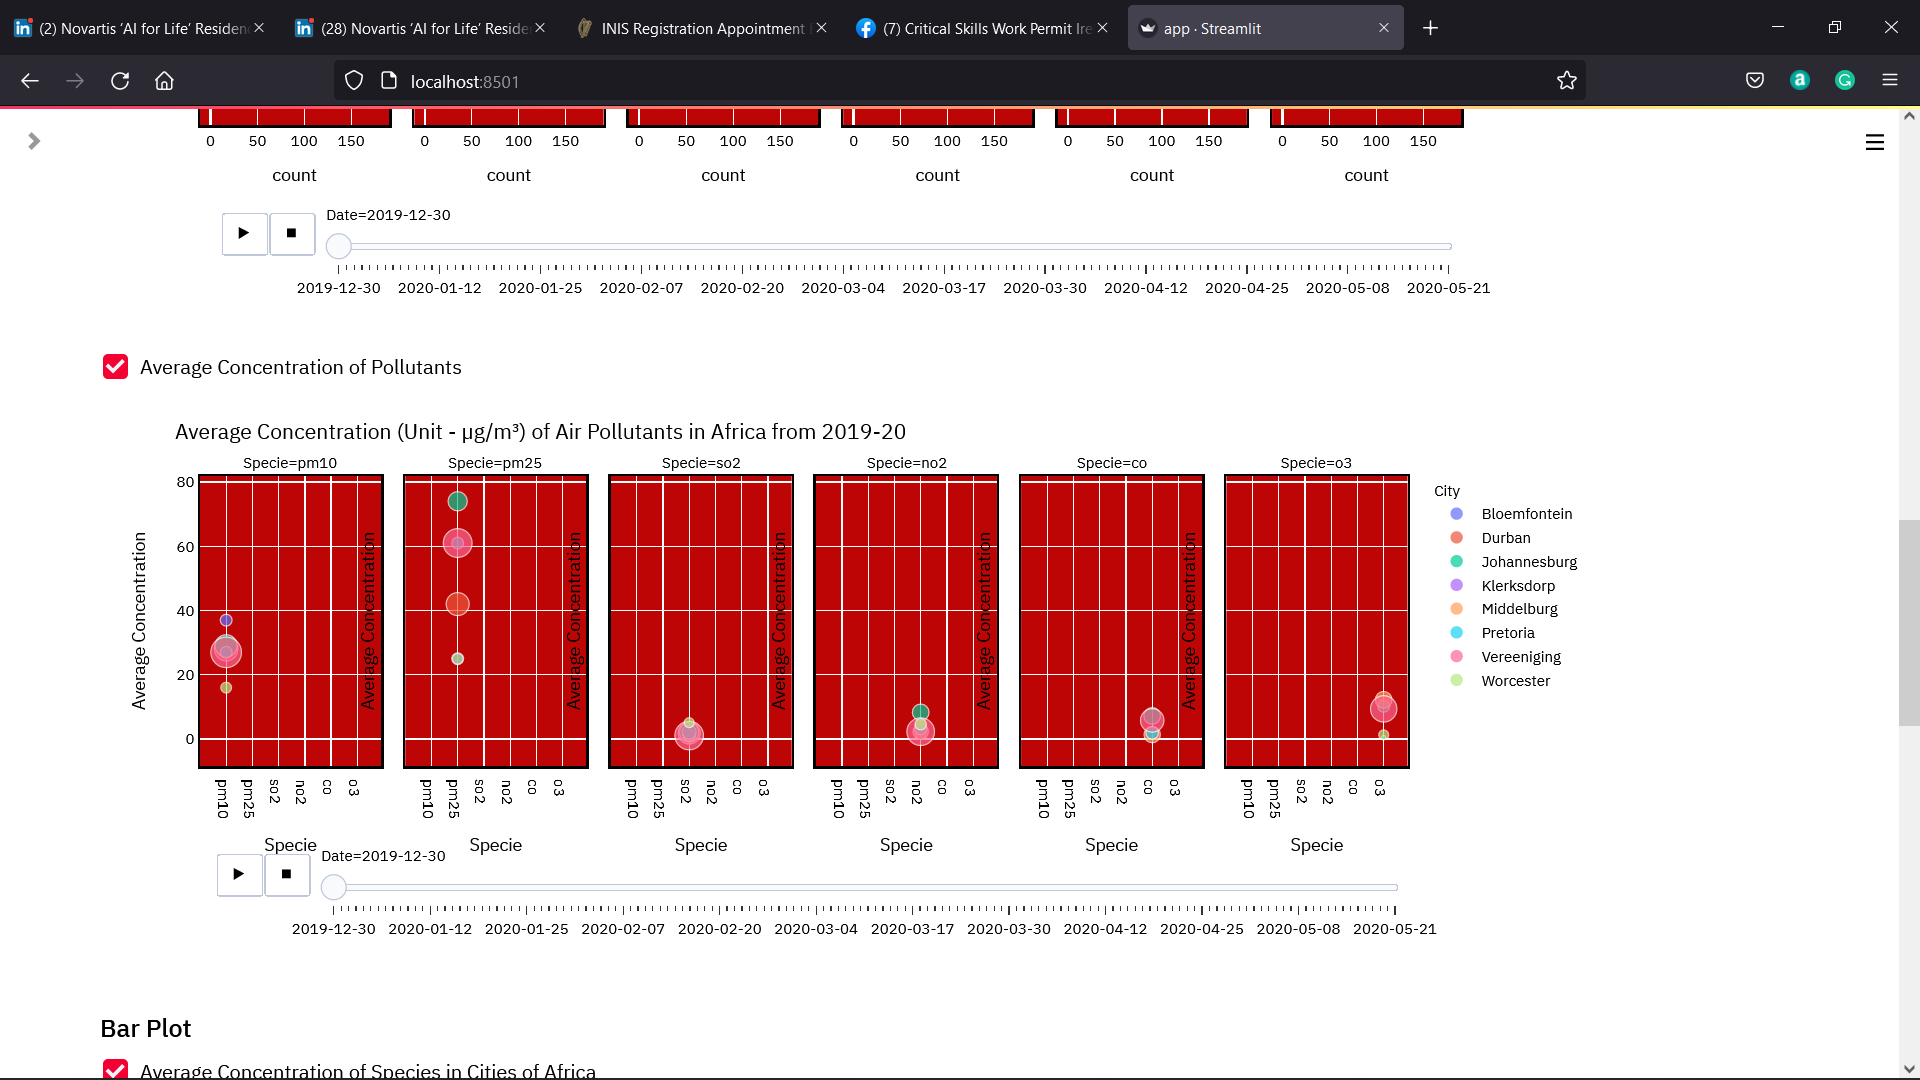 (2) Novartis ‘AI for Life’ Residen
(28) Novartis ‘AI for Life’ Reside
INIS Registration Appointment
(7) Critical Skills Work Permit Ire
app · Streamlit
localhost:8501
0 50 100 150 0 50 100 150 0 50 100 150 0 50 100 150 0 50 100 150 0 50 100 150
count count count count count count
Date=2019-12-30
2019-12-30 2020-01-12 2020-01-25 2020-02-07 2020-02-20 2020-03-04 2020-03-17 2020-03-30 2020-04-12 2020-04-25 2020-05-08 2020-05-21
Average Concentration of Pollutants
Average Concentration (Unit - µg/m³) of Air Pollutants in Africa from 2019-20
Specie=pm10 Specie=pm25 Specie=so2 Specie=no2 Specie=co Specie=o3
80
60
40
20
0
Average Concentration
Average Concentration
Average Concentration
Average Concentration
Average Concentration
Average Concentration
City
Bloemfontein
Durban
Johannesburg
Klerksdorp
Middelburg
Pretoria
Vereeniging
Worcester
pm10 pm25 so2 no2 co o3 pm10 pm25 so2 no2 co o3 pm10 pm25 so2 no2 co o3 pm10 pm25 so2 no2 co o3 pm10 pm25 so2 no2 co o3 pm10 pm25 so2 no2 co o3
Specie Specie Specie Specie Specie Specie
Date=2019-12-30
2019-12-30 2020-01-12 2020-01-25 2020-02-07 2020-02-20 2020-03-04 2020-03-17 2020-03-30 2020-04-12 2020-04-25 2020-05-08 2020-05-21
Bar Plot
Average Concentration of Species in Cities of Africa